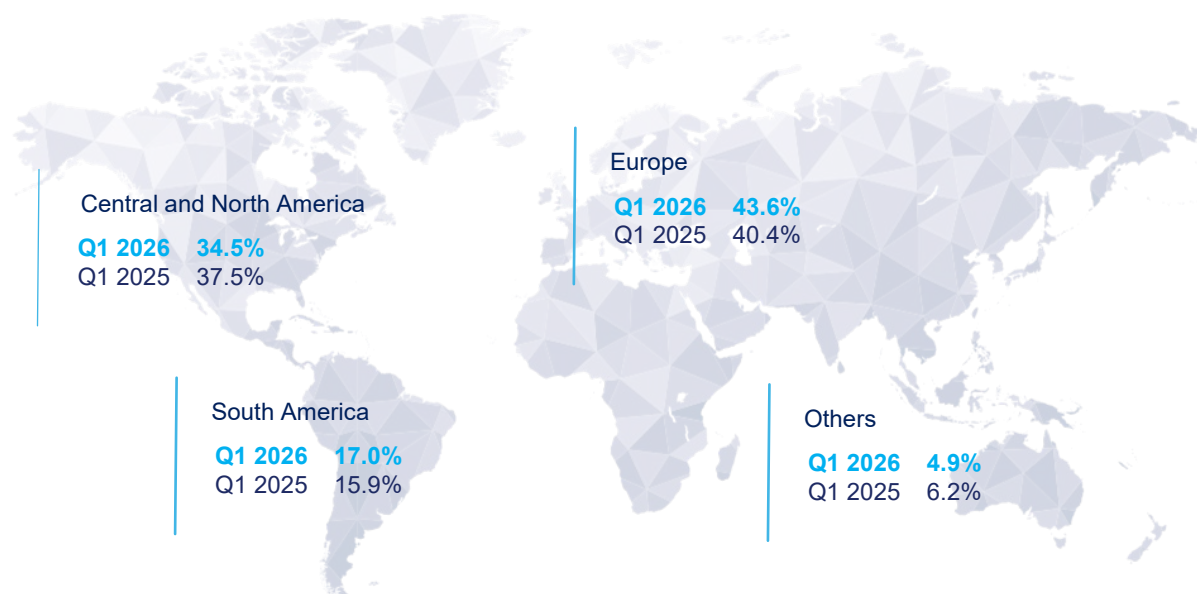 Central and North America
Q1 2026 34.5%
Q1 2025 37.5%
Europe
Q1 2026 43.6%
Q1 2025 40.4%
South America
Q1 2026 17.0%
Q1 2025 15.9%
Others
Q1 2026 4.9%
Q1 2025 6.2%